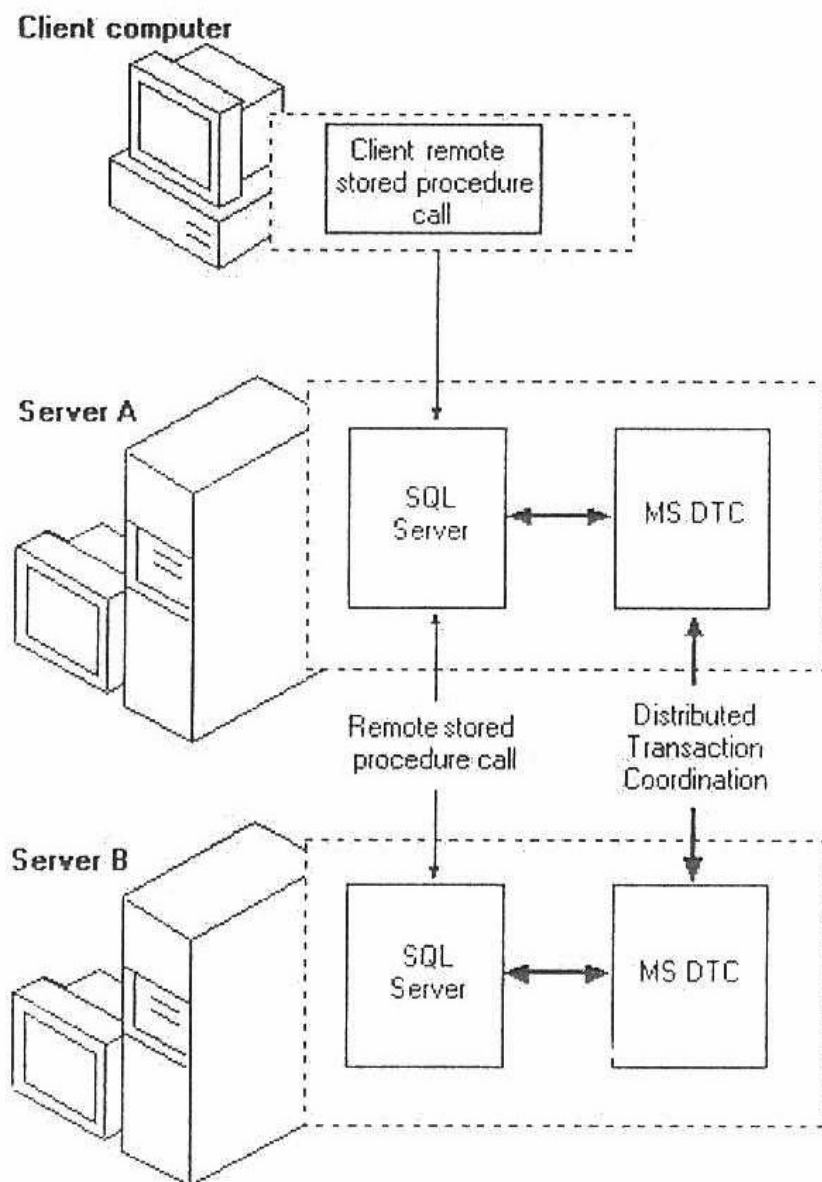 Client computer
Client remote
stored procedure
call
Server A
SQL
Server
MS DTC
Remote stored
procedure call
Distributed
Transaction
Coordination
Server B
SQL
Server
MS DTC